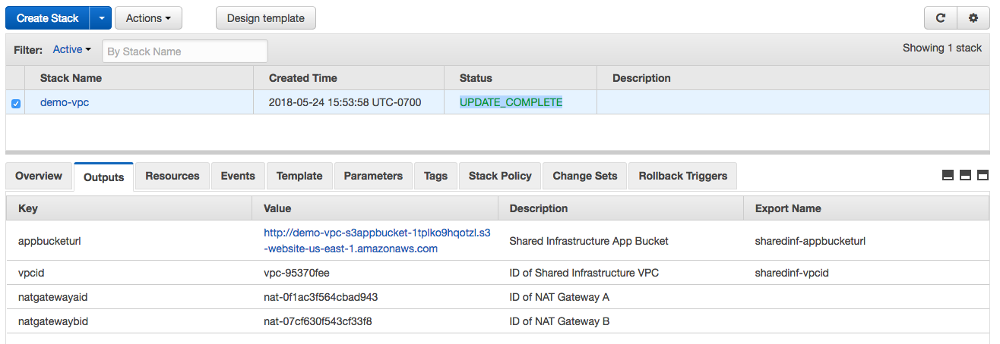 Create Stack Actions Design template
Filter: Active By Stack Name Showing 1 stack
Stack Name Created Time Status Description
demo-vpc 2018-05-24 15:53:58 UTC-0700 UPDATE_COMPLETE
Overview Outputs Resources Events Template Parameters Tags Stack Policy Change Sets Rollback Triggers
Key Value Description Export Name
appbucketurl http://demo-vpc-s3appbucket-1tplko9hqotzl.s3 Shared Infrastructure App Bucket sharedinf-appbucketurl
-website-us-east-1.amazonaws.com
vpcid vpc-95370fee ID of Shared Infrastructure VPC sharedinf-vpcid
natgatewayaid nat-0f1ac3f564cbad943 ID of NAT Gateway A
natgatewaybid nat-07cf630f543cf33f8 ID of NAT Gateway B